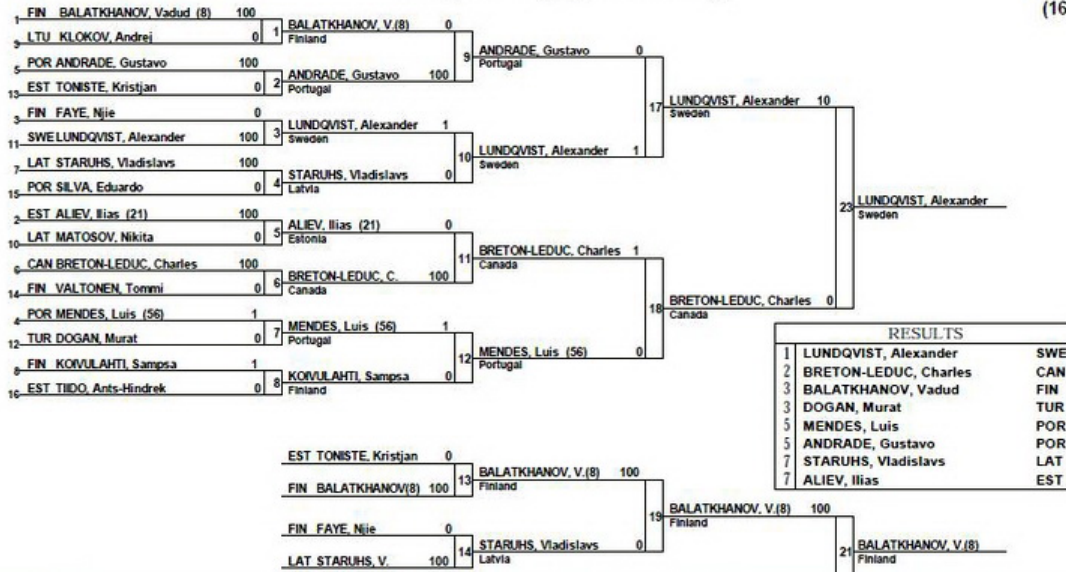 (16
1 FIN BALATKHANOV, Vadud (8) 100
9 LTU KLOKOV, Andrej 0
1 BALATKHANOV, V.(8) 0
Finland
5 POR ANDRADE, Gustavo 100
13 EST TONISTE, Kristjan 0
2 ANDRADE, Gustavo 100
Portugal
9 ANDRADE, Gustavo 0
Portugal
3 FIN FAYE, Njie 0
11 SWE LUNDQVIST, Alexander 100
3 LUNDQVIST, Alexander 1
Sweden
7 LAT STARUHS, Vladislavs 100
15 POR SILVA, Eduardo 0
4 STARUHS, Vladislavs 0
Latvia
10 LUNDQVIST, Alexander 1
Sweden
17 LUNDQVIST, Alexander 10
Sweden
2 EST ALIEV, Ilias (21) 100
10 LAT MATOSOV, Nikita 0
5 ALIEV, Ilias (21) 0
Estonia
6 CAN BRETON-LEDUC, Charles 100
14 FIN VALTONEN, Tommi 0
6 BRETON-LEDUC, C. 100
Canada
11 BRETON-LEDUC, Charles 1
Canada
4 POR MENDES, Luis (56) 1
12 TUR DOGAN, Murat 0
7 MENDES, Luis (56) 1
Portugal
8 FIN KOIVULAHTI, Sampsa 1
16 EST TIIDO, Ants-Hindrek 0
8 KOIVULAHTI, Sampsa 0
Finland
12 MENDES, Luis (56) 0
Portugal
18 BRETON-LEDUC, Charles 0
Canada
23 LUNDQVIST, Alexander
Sweden
RESULTS
1 LUNDQVIST, Alexander SWE
2 BRETON-LEDUC, Charles CAN
3 BALATKHANOV, Vadud FIN
3 DOGAN, Murat TUR
5 MENDES, Luis POR
5 ANDRADE, Gustavo POR
7 STARUHS, Vladislavs LAT
7 ALIEV, Ilias EST
EST TONISTE, Kristjan 0
FIN BALATKHANOV(8) 100
13 BALATKHANOV, V.(8) 100
Finland
FIN FAYE, Njie 0
LAT STARUHS, V. 100
14 STARUHS, Vladislavs 0
Latvia
19 BALATKHANOV, V.(8) 100
Finland
21 BALATKHANOV, V.(8)
Finland